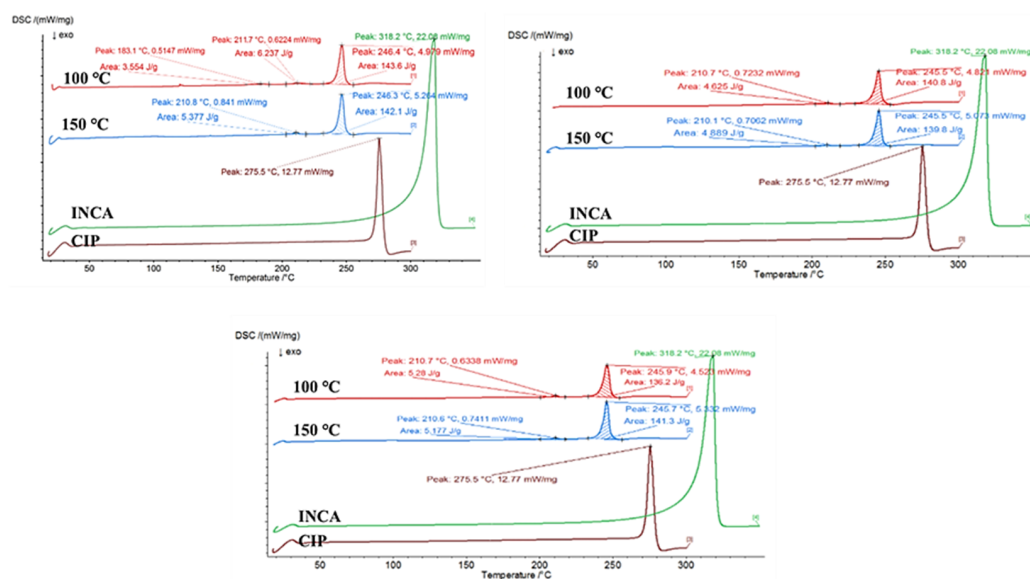 DSC /(mW/mg)
↓ exo
Peak: 183.1 °C, 0.5147 mW/mg
Area: 3.554 J/g
Peak: 211.7 °C, 0.6224 mW/mg
Area: 6.237 J/g
Peak: 318.2 °C, 22.08 mW/mg
Peak: 246.4 °C, 4.979 mW/mg
Area: 143.6 J/g
[1]
100 °C
Peak: 210.8 °C, 0.841 mW/mg
Area: 5.377 J/g
Peak: 246.3 °C, 5.264 mW/mg
Area: 142.1 J/g
150 °C
Peak: 275.5 °C, 12.77 mW/mg
INCA
[4]
CIP
[3]
50 100 150 200 250 300
Temperature /°C
DSC /(mW/mg)
↓ exo
Peak: 318.2 °C, 22.08 mW/mg
Peak: 210.7 °C, 0.7232 mW/mg
Area: 4.625 J/g
Peak: 245.5 °C, 4.821 mW/mg
Area: 140.8 J/g
100 °C
Peak: 210.1 °C, 0.7062 mW/mg
Area: 4.889 J/g
Peak: 245.5 °C, 5.073 mW/mg
Area: 139.8 J/g
150 °C
Peak: 275.5 °C, 12.77 mW/mg
INCA
[4]
CIP
[3]
50 100 150 200 250 300
Temperature /°C
DSC /(mW/mg)
↓ exo
Peak: 318.2 °C, 22.08 mW/mg
Peak: 210.7 °C, 0.6338 mW/mg
Area: 5.28 J/g
Peak: 245.9 °C, 4.523 mW/mg
Area: 136.2 J/g
100 °C
[1]
Peak: 210.6 °C, 0.7411 mW/mg
Area: 5.177 J/g
Peak: 245.7 °C, 5.332 mW/mg
Area: 141.3 J/g
150 °C
[2]
Peak: 275.5 °C, 12.77 mW/mg
INCA
CIP
[3]
50 100 150 200 250 300
Temperature /°C